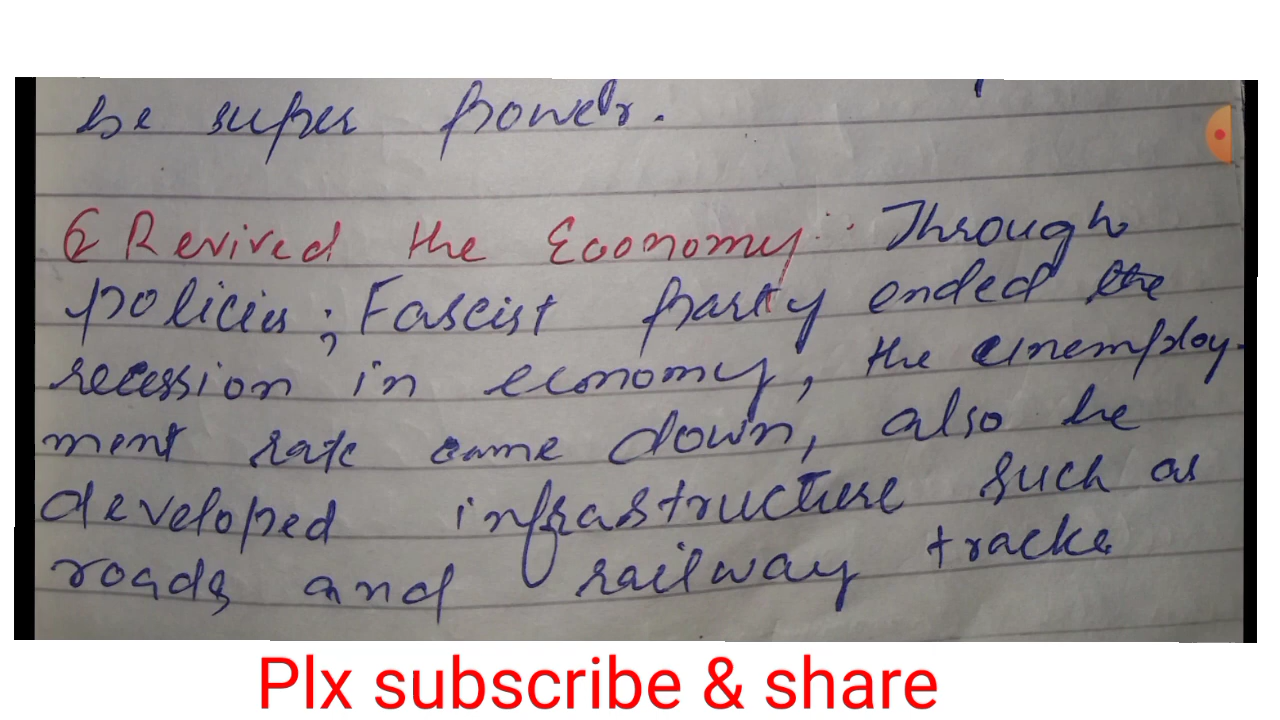 be super power.
6 Revived the Economy: Through
policies; Fascist party ended the
recession in economy, the unemploy-
ment rate came down, also he
developed infrastructure such as
roads and railway tracks
Plx subscribe & share